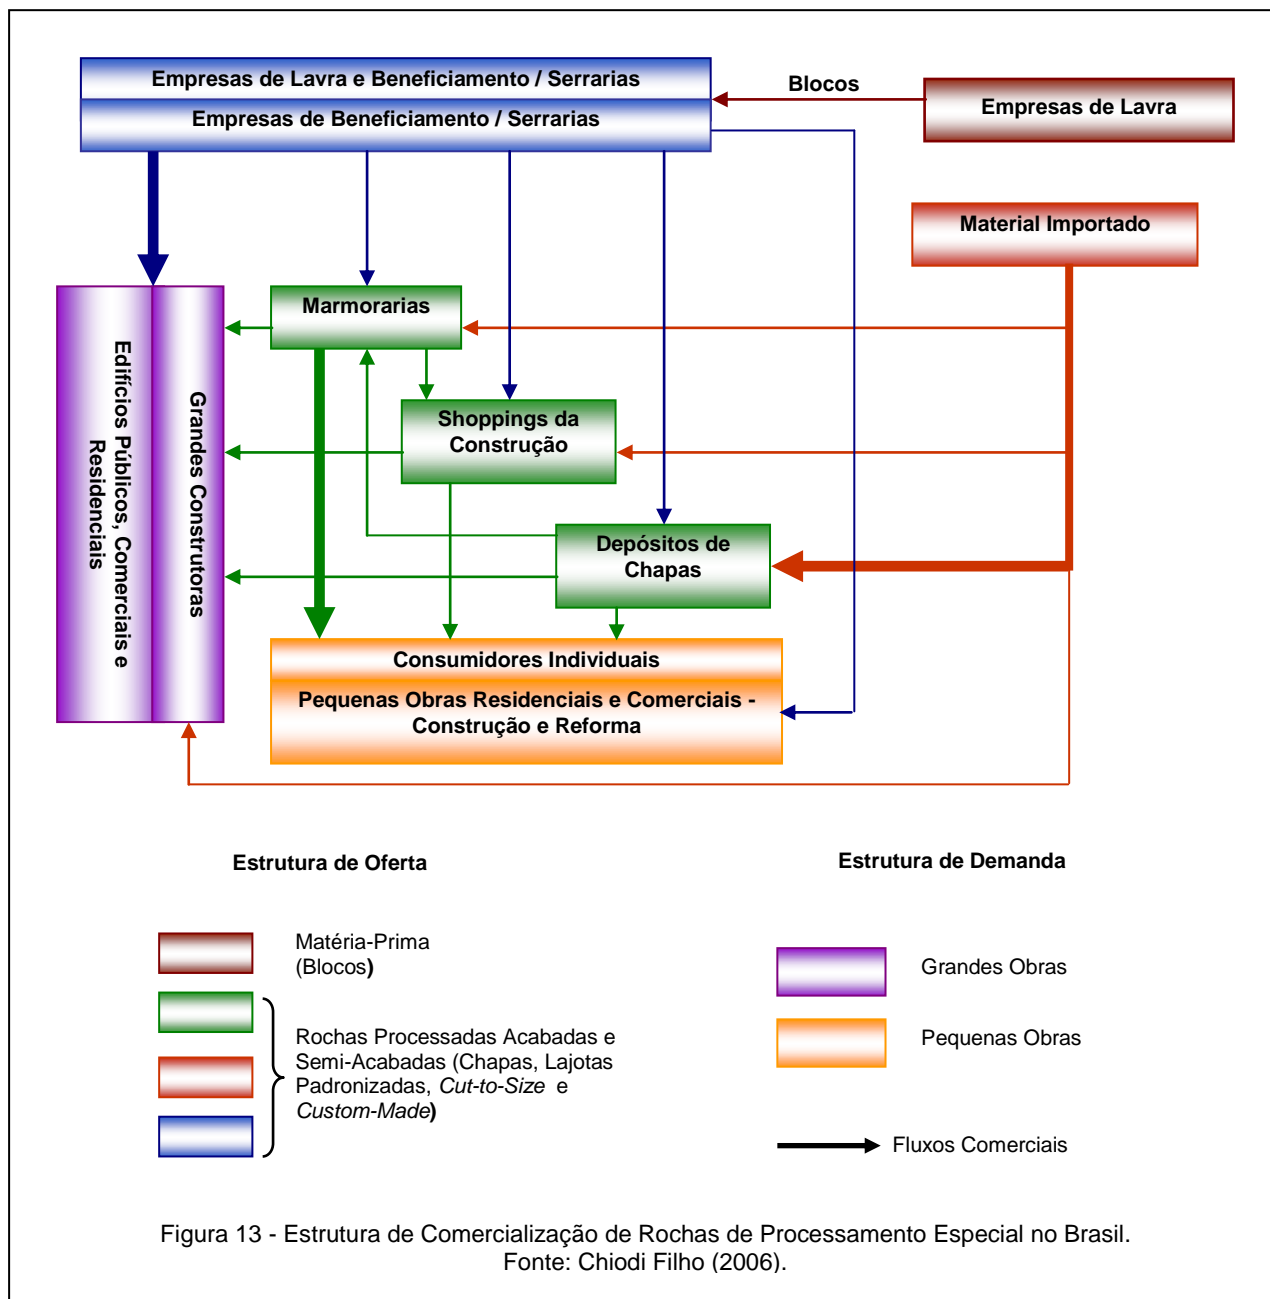 Empresas de Lavra e Beneficiamento / Serrarias
Empresas de Beneficiamento / Serrarias
Blocos
Empresas de Lavra
Material Importado
Marmorarias
Shoppings da
Construção
Depósitos de
Chapas
Edifícios Públicos, Comerciais e
Residenciais
Grandes Construtoras
Consumidores Individuais
Pequenas Obras Residenciais e Comerciais -
Construção e Reforma
Estrutura de Oferta
Matéria-Prima
(Blocos)
Rochas Processadas Acabadas e
Semi-Acabadas (Chapas, Lajotas
Padronizadas, Cut-to-Size e
Custom-Made)
Estrutura de Demanda
Grandes Obras
Pequenas Obras
Fluxos Comerciais
Figura 13 - Estrutura de Comercialização de Rochas de Processamento Especial no Brasil.
Fonte: Chiodi Filho (2006).